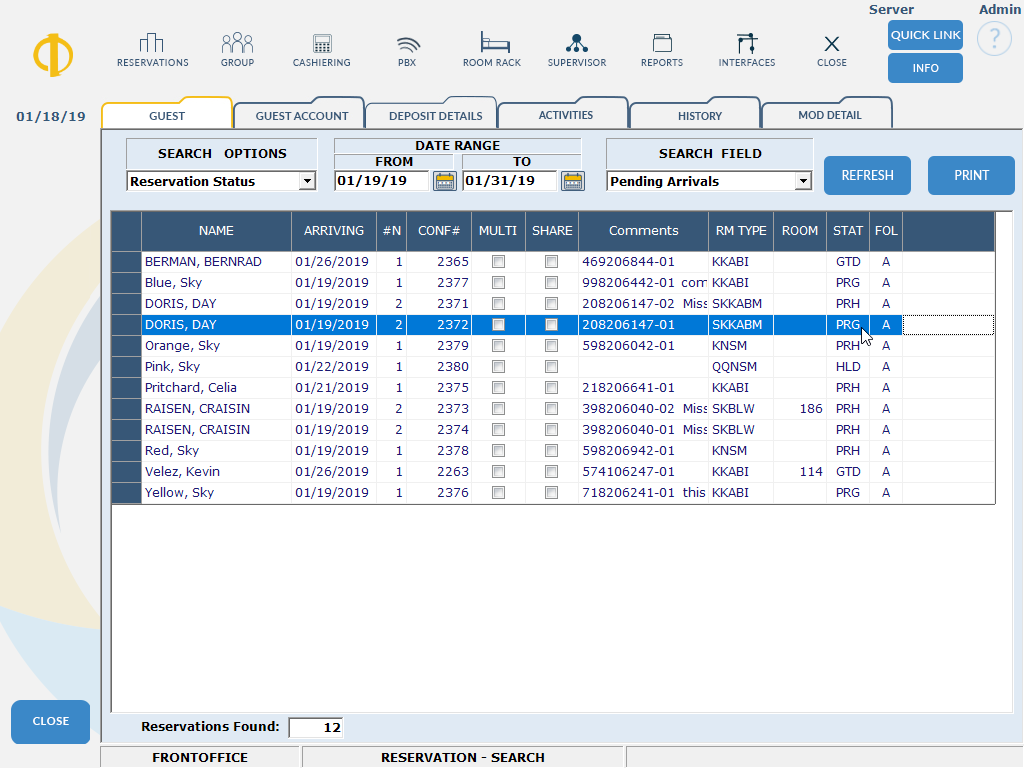 Server Admin
QUICK LINK
INFO
?
RESERVATIONS GROUP CASHIERING PBX ROOM RACK SUPERVISOR REPORTS INTERFACES CLOSE
01/18/19
GUEST GUEST ACCOUNT DEPOSIT DETAILS ACTIVITIES HISTORY MOD DETAIL
SEARCH OPTIONS
Reservation Status
DATE RANGE
FROM TO
01/19/19 01/31/19
SEARCH FIELD
Pending Arrivals
REFRESH PRINT
NAME ARRIVING #N CONF# MULTI SHARE Comments RM TYPE ROOM STAT FOL
BERMAN, BERNRAD 01/26/2019 1 2365 469206844-01 KKABI GTD A
Blue, Sky 01/19/2019 1 2377 998206442-01 com KKABI PRG A
DORIS, DAY 01/19/2019 2 2371 208206147-02 Miss SKKABM PRH A
DORIS, DAY 01/19/2019 2 2372 208206147-01 SKKABM PRG A
Orange, Sky 01/19/2019 1 2379 598206042-01 KNSM PRH A
Pink, Sky 01/22/2019 1 2380 QQNSM HLD A
Pritchard, Celia 01/21/2019 1 2375 218206641-01 KKABI PRH A
RAISEN, CRAISIN 01/19/2019 2 2373 398206040-02 Miss SKBLW 186 PRH A
RAISEN, CRAISIN 01/19/2019 2 2374 398206040-01 Miss SKBLW PRH A
Red, Sky 01/19/2019 1 2378 598206942-01 KNSM PRH A
Velez, Kevin 01/26/2019 1 2263 574106247-01 KKABI 114 GTD A
Yellow, Sky 01/19/2019 1 2376 718206241-01 this KKABI PRG A
CLOSE
Reservations Found: 12
FRONTOFFICE RESERVATION - SEARCH